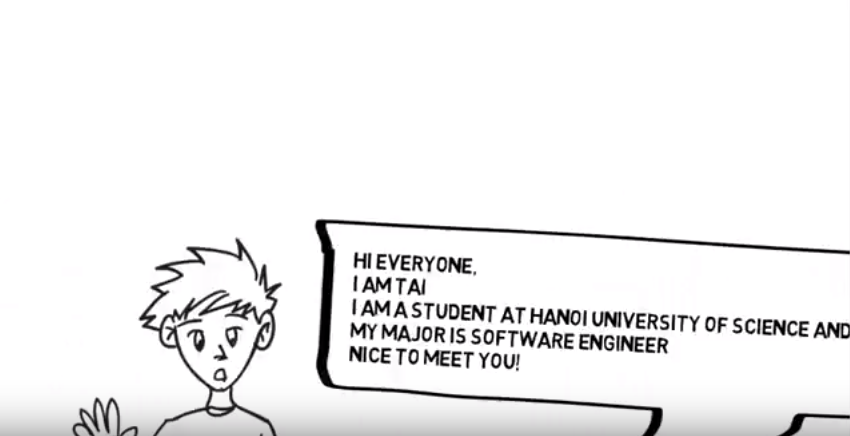 HI EVERYONE,
I AM TAI
I AM A STUDENT AT HANOI UNIVERSITY OF SCIENCE AND
MY MAJOR IS SOFTWARE ENGINEER
NICE TO MEET YOU!